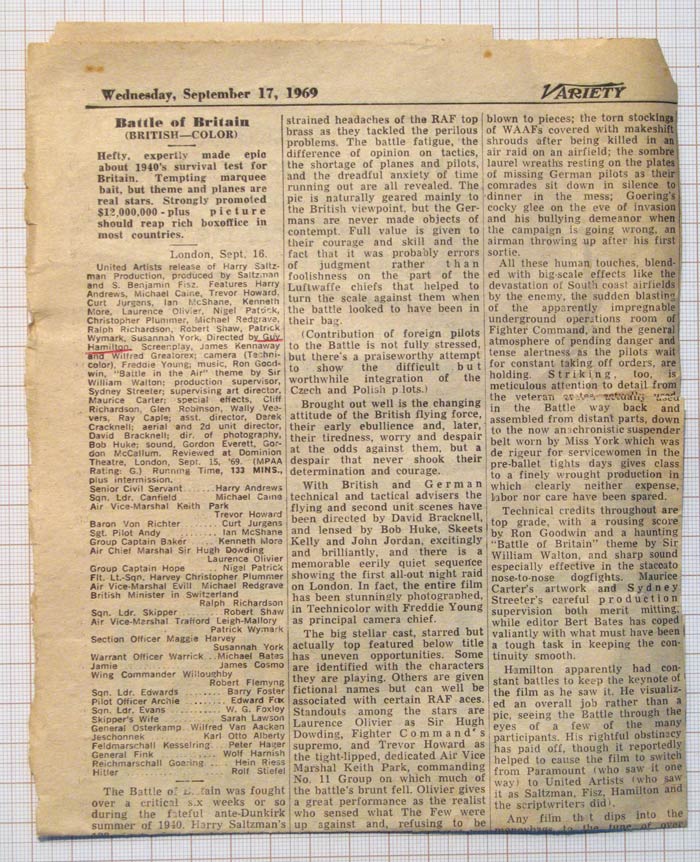 Wednesday, September 17, 1969
VARIETY
Battle of Britain
(BRITISH—COLOR)
Hefty, expertly made epic
about 1940's survival test for
Britain. Tempting marquee
bait, but theme and planes are
real stars. Strongly promoted
$12,000,000-plus picture
should reap rich boxoffice in
most countries.
London, Sept. 16.
United Artists release of Harry Saltz-
man Production, produced by Saltzman
and S. Benjamin Fisz. Features Harry
Andrews, Michael Caine, Trevor Howard,
Curt Jurgens, Ian McShane, Kenneth
More, Laurence Olivier, Nigel Patrick,
Christopher Plummer, Michael Redgrave,
Ralph Richardson, Robert Shaw, Patrick
Wymark, Susannah York. Directed by Guy
Hamilton. Screenplay, James Kennaway
and Wilfred Greatorex; camera (Techni-
color), Freddie Young; music, Ron Good-
win, "Battle in the Air" theme by Sir
William Walton; production supervisor,
Sydney Streeter; supervising art director,
Maurice Carter; special effects, Cliff
Richardson, Glen Robinson, Wally Vee-
vers, Ray Caple; asst. director, Derek
Cracknell; aerial and 2d unit director,
David Bracknell; dir. of photography,
Bob Huke; sound, Gordon Everett, Gor-
don McCallum. Reviewed at Dominion
Theatre, London, Sept. 15, '69. (MPAA
Rating: G.) Running Time, 133 MINS.,
plus intermission.
Senior Civil Servant .... Harry Andrews
Sqn. Ldr. Canfield Michael Caine
Air Vice-Marshal Keith Park
Trevor Howard
Baron Von Richter ..... Curt Jurgens
Sgt. Pilot Andy ........ Ian McShane
Group Captain Baker .. Kenneth More
Air Chief Marshal Sir Hugh Dowding
Laurence Olivier
Group Captain Hope .. Nigel Patrick
Flt. Lt.-Sqn. Harvey Christopher Plummer
Air Vice-Marshal Evill Michael Redgrave
British Minister in Switzerland
Ralph Richardson
Sqn. Ldr. Skipper ...... Robert Shaw
Air Vice-Marshal Trafford Leigh-Mallory
Patrick Wymark
Section Officer Maggie Harvey
Susannah York
Warrant Officer Warrick .. Michael Bates
Jamie .................. James Cosmo
Wing Commander Willoughby
Robert Flemyng
Sqn. Ldr. Edwards ...... Barry Foster
Pilot Officer Archie ...... Edward Fox
Sqn. Ldr. Evans ........ W. G. Foxley
Skipper's Wife ......... Sarah Lawson
General Osterkamp Wilfred Van Aacken
Jeschonnek ....... Karl Otto Alberty
Feldmarschall Kesselring.. Peter Hager
General Fink ......... Wolf Harnish
Reichmarschall Goering.... Hein Riess
Hitler ................. Rolf Stiefel
The Battle of Britain was fought
over a critical six weeks or so
during the fateful ante-Dunkirk
summer of 1940. Harry Saltzman's
strained headaches of the RAF top
brass as they tackled the perilous
problems. The battle fatigue, the
difference of opinion on tactics,
the shortage of planes and pilots,
and the dreadful anxiety of time
running out are all revealed. The
pic is naturally geared mainly to
the British viewpoint, but the Ger-
mans are never made objects of
contempt. Full value is given to
their courage and skill and the
fact that it was probably errors
of judgment rather than
foolishness on the part of the
Luftwaffe chiefs that helped to
turn the scale against them when
the battle looked to have been in
their bag.
(Contribution of foreign pilots
to the Battle is not fully stressed,
but there's a praiseworthy attempt
to show the difficult but
worthwhile integration of the
Czech and Polish pilots.)
Brought out well is the changing
attitude of the British flying force,
their early ebullience and, later,
their tiredness, worry and despair
at the odds against them, but a
despair that never shook their
determination and courage.
With British and German
technical and tactical advisers the
flying and second unit scenes have
been directed by David Bracknell,
and lensed by Bob Huke, Skeets
Kelly and John Jordan, excitingly
and brilliantly, and there is a
memorable eerily quiet sequence
showing the first all-out night raid
on London. In fact, the entire film
has been stunningly photographed,
in Technicolor with Freddie Young
as principal camera chief.
The big stellar cast, starred but
actually top featured below title
has uneven opportunities. Some
are identified with the characters
they are playing. Others are given
fictional names but can well be
associated with certain RAF aces.
Standouts among the stars are
Laurence Olivier as Sir Hugh
Dowding, Fighter Command's
supremo, and Trevor Howard as
the tight-lipped, dedicated Air Vice
Marshal Keith Park, commanding
No. 11 Group on which much of
the battle's brunt fell. Olivier gives
a great performance as the realist
who sensed what The Few were
up against and, refusing to be
blown to pieces; the torn stockings
of WAAFs covered with makeshift
shrouds after being killed in an
air raid on an airfield; the sombre
laurel wreaths resting on the plates
of missing German pilots as their
comrades sit down in silence to
dinner in the mess; Goering's
cocky glee on the eve of invasion
and his bullying demeanor when
the campaign is going wrong, an
airman throwing up after his first
sortie.
All these human touches, blend-
ed with big-scale effects like the
devastation of South coast airfields
by the enemy, the sudden blasting
of the apparently impregnable
underground operations room of
Fighter Command, and the general
atmosphere of pending danger and
tense alertness as the pilots wait
for constant taking off orders, are
holding. Striking, too, is
meticulous attention to detail from
the veteran actually used
in the Battle way back and
assembled from distant parts, down
to the now anachronistic suspender
belt worn by Miss York which was
de rigeur for servicewomen in the
pre-ballet tights days gives class
to a finely wrought production in
which clearly neither expense,
labor nor care have been spared.
Technical credits throughout are
top grade, with a rousing score
by Ron Goodwin and a haunting
"Battle of Britain" theme by Sir
William Walton, and sharp sound
especially effective in the staccato
nose-to-nose dogfights. Maurice
Carter's artwork and Sydney
Streeter's careful production
supervision both merit mitting,
while editor Bert Bates has coped
valiantly with what must have been
a tough task in keeping the con-
tinuity smooth.
Hamilton apparently had con-
stant battles to keep the keynote of
the film as he saw it. He visualiz-
ed an overall job rather than a
pic, seeing the Battle through the
eyes of a few of the many
participants. His rightful obstinacy
has paid off, though it reportedly
helped to cause the film to switch
from Paramount (who saw it one
way) to United Artists (who saw
it as Saltzman, Fisz, Hamilton and
the scriptwriters did).
Any film that dips into the
moneybags to the tune of over